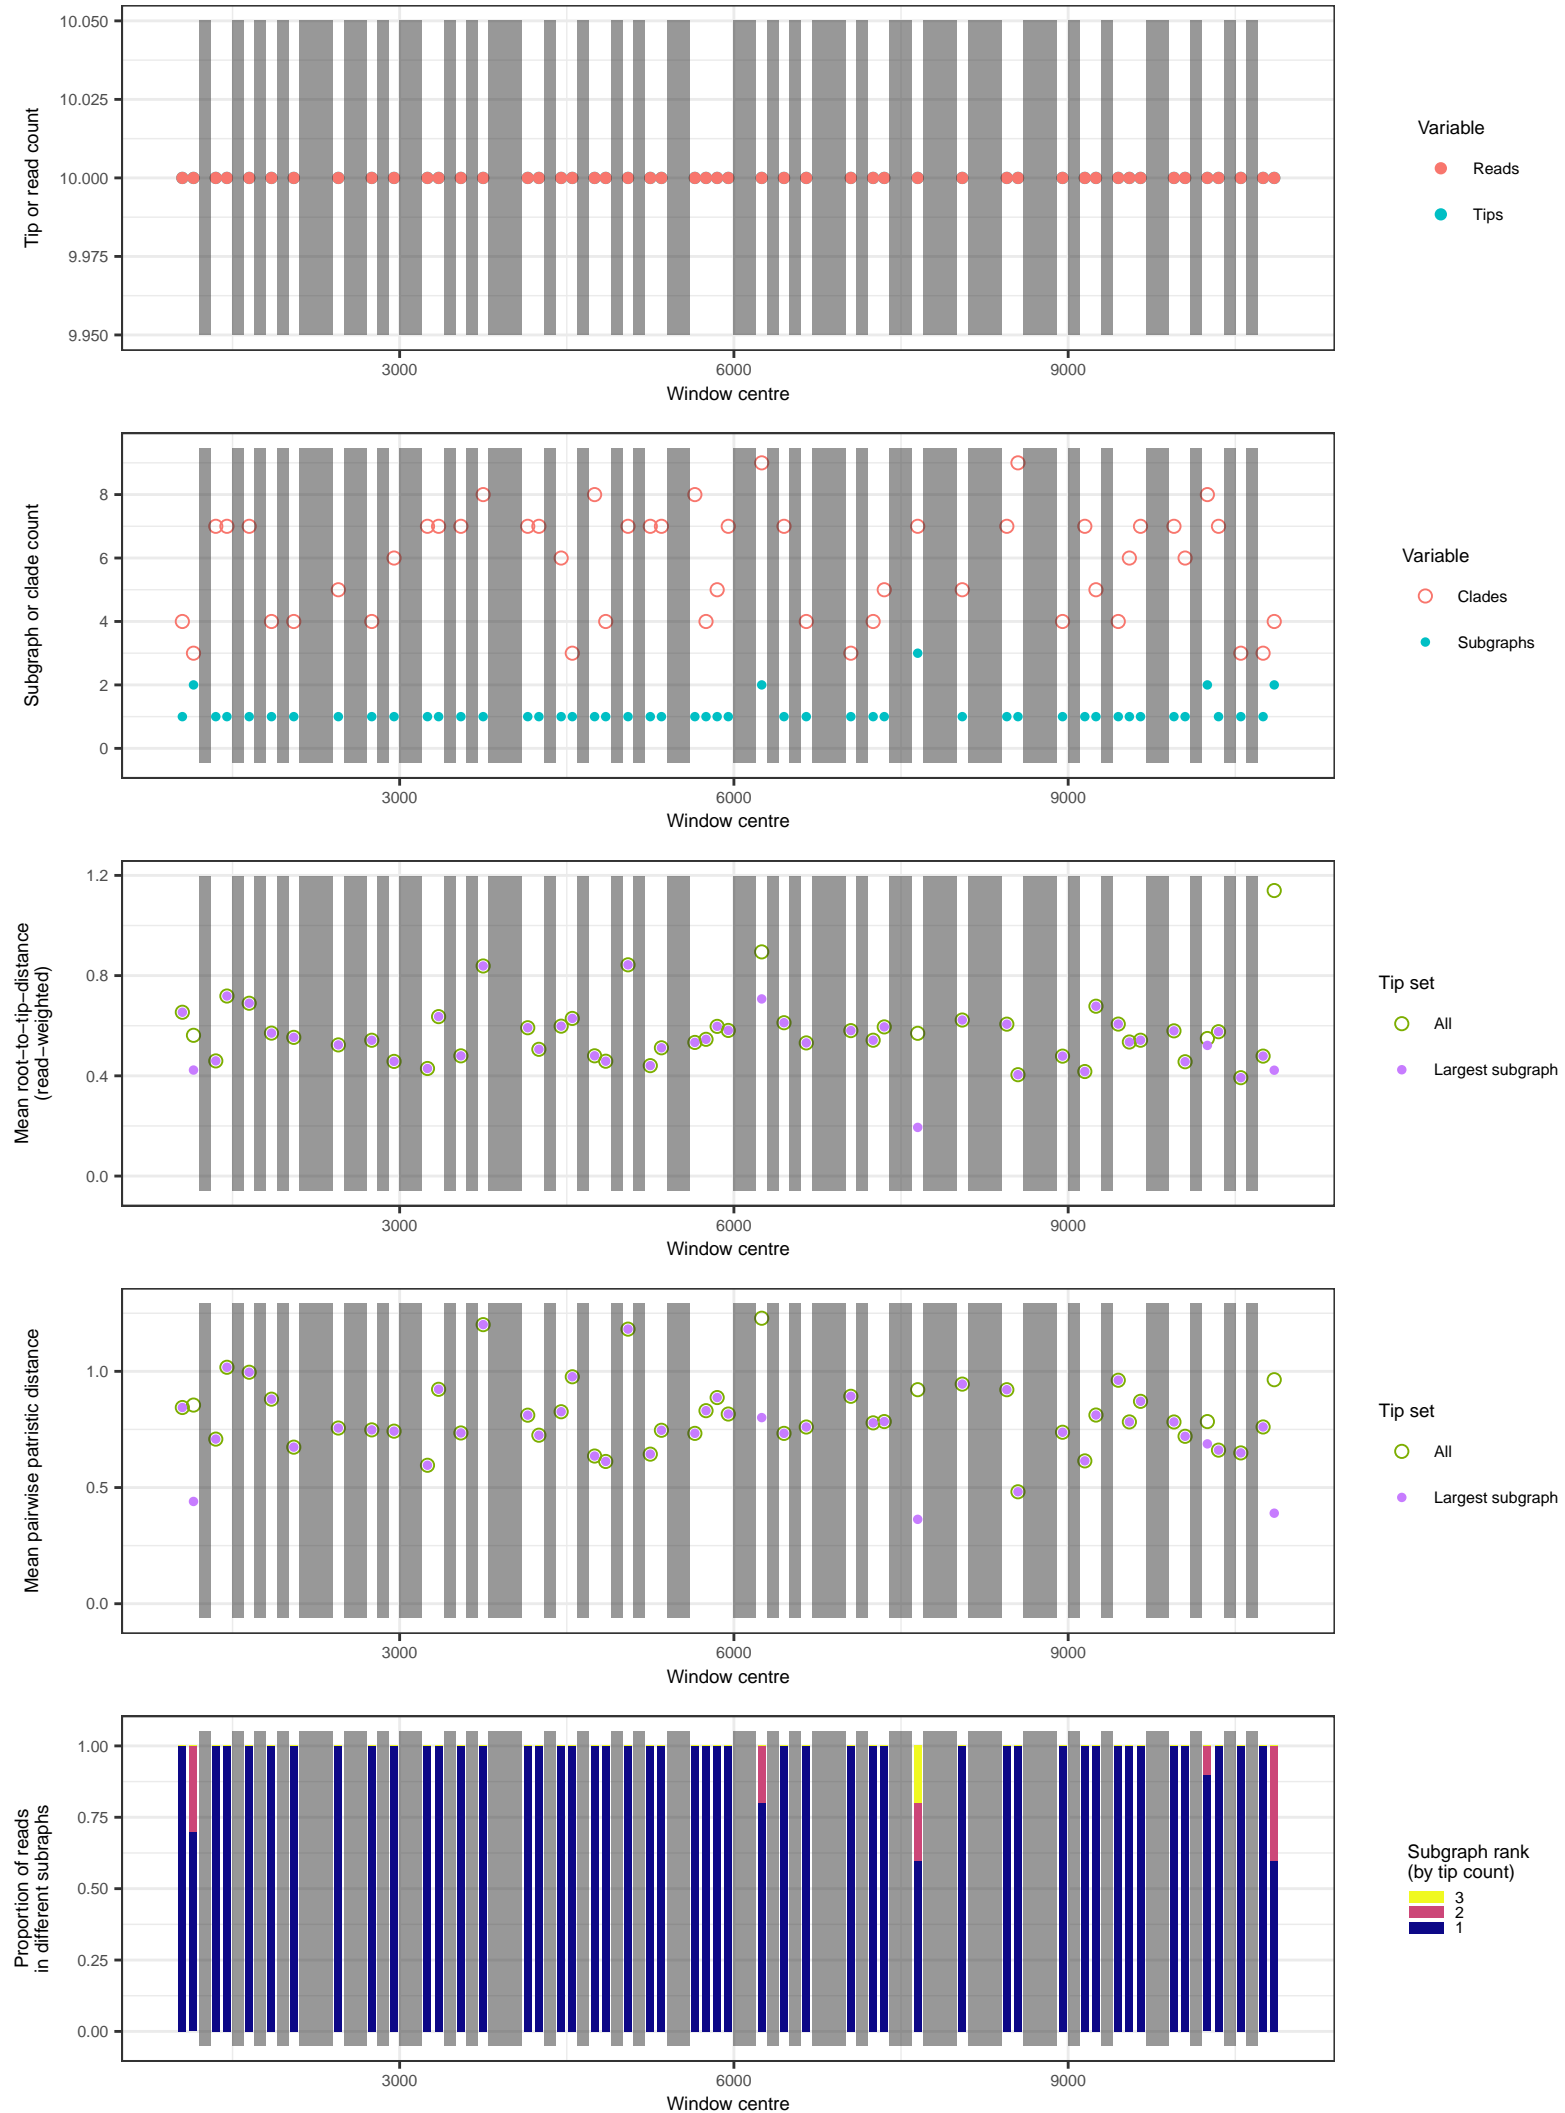 10.050
10.025
10.000
9.975
9.950
Tip or read count
3000
6000
9000
Window centre
Variable
Reads
Tips
8
6
4
2
0
Subgraph or clade count
3000
6000
9000
Window centre
Variable
Clades
Subgraphs
1.2
0.8
0.4
0.0
Mean root−to−tip−distance
(read−weighted)
3000
6000
9000
Window centre
Tip set
All
Largest subgraph
1.0
0.5
0.0
Mean pairwise patristic distance
3000
6000
9000
Window centre
Tip set
All
Largest subgraph
1.00
0.75
0.50
0.25
0.00
Proportion of reads
in different subraphs
3000
6000
9000
Window centre
Subgraph rank
(by tip count)
3
2
1